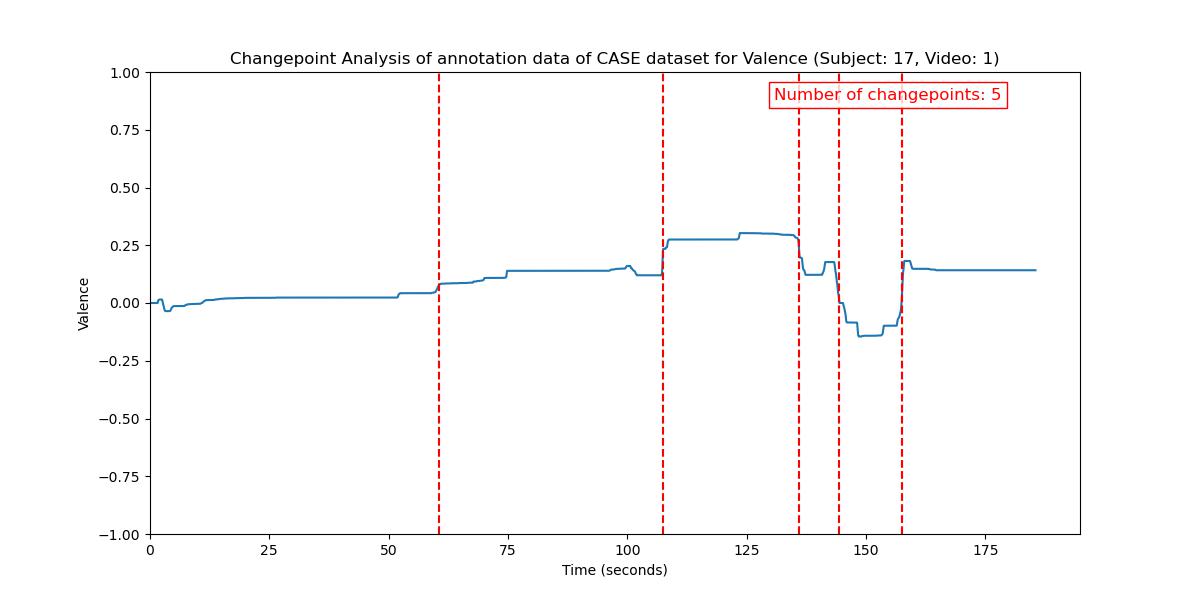 Changepoint Analysis of annotation data of CASE dataset for Valence (Subject: 17, Video: 1)
Number of changepoints: 5
1.00
0.75
0.50
0.25
0.00
−0.25
−0.50
−0.75
−1.00
Valence
0 25 50 75 100 125 150 175
Time (seconds)